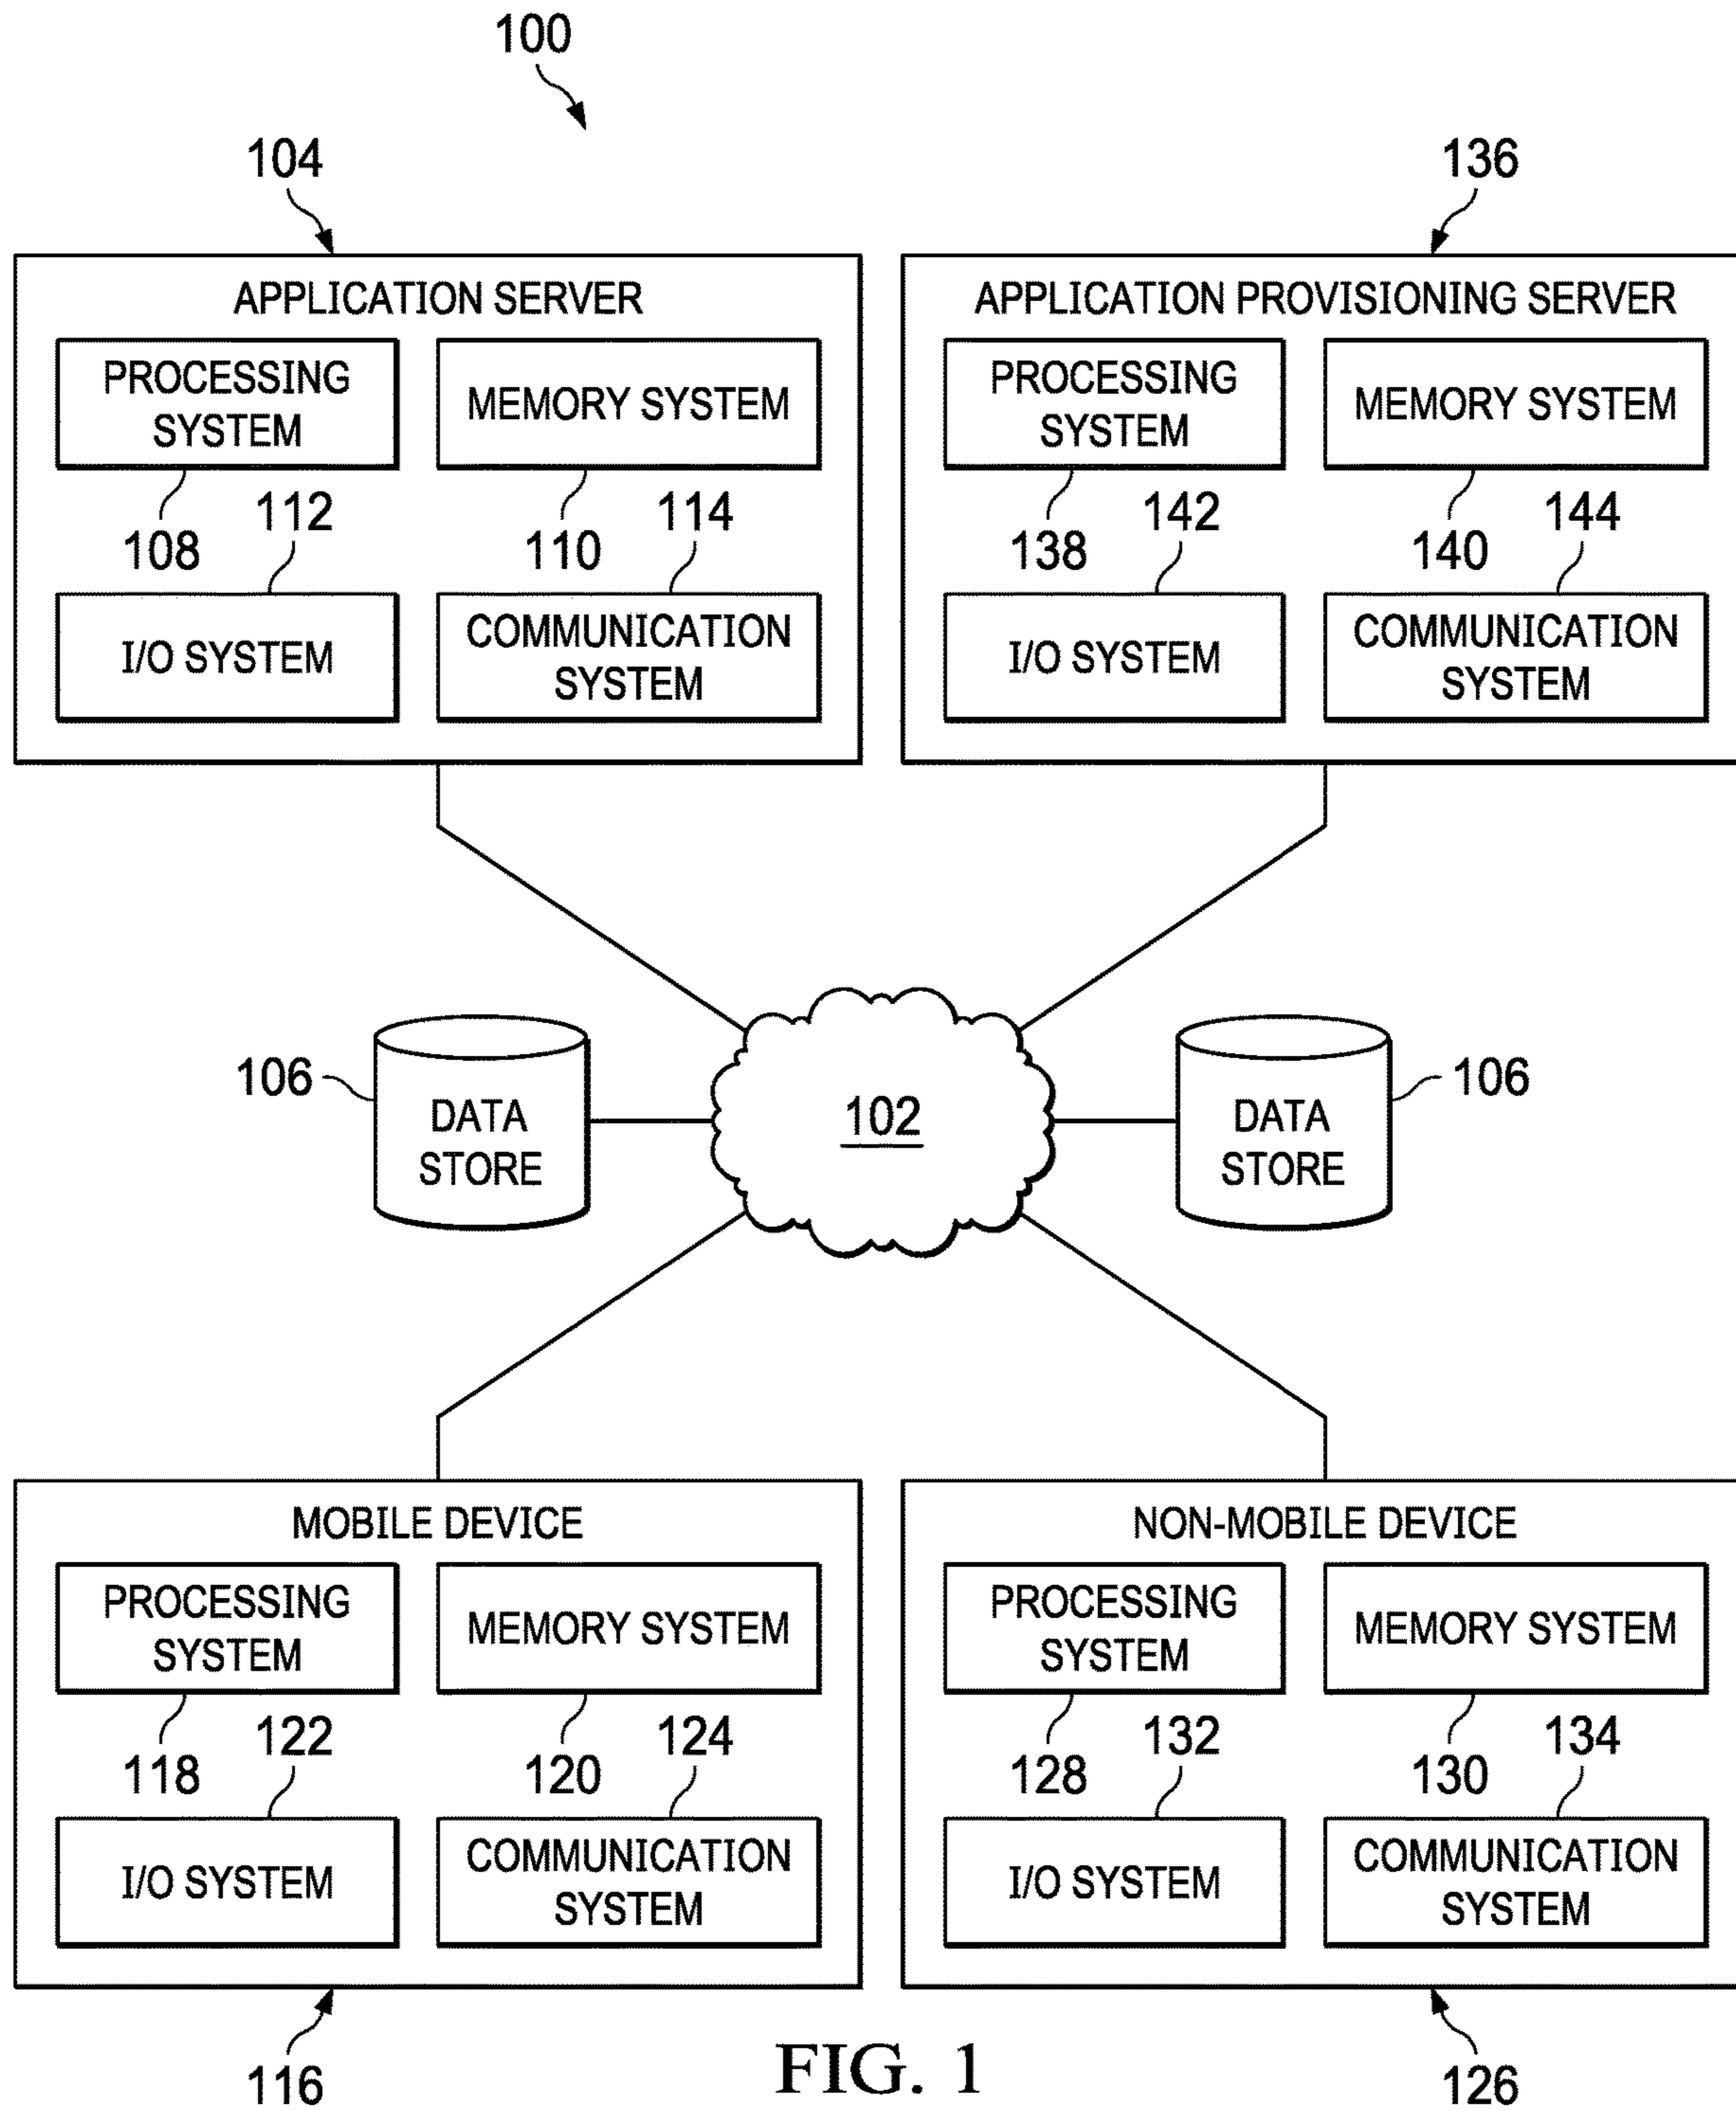 100
104
136
APPLICATION SERVER
PROCESSING
SYSTEM
MEMORY SYSTEM
108
112
110
114
I/O SYSTEM
COMMUNICATION
SYSTEM
APPLICATION PROVISIONING SERVER
PROCESSING
SYSTEM
MEMORY SYSTEM
138
142
140
144
I/O SYSTEM
COMMUNICATION
SYSTEM
106
DATA
STORE
102
DATA
STORE
106
MOBILE DEVICE
PROCESSING
SYSTEM
MEMORY SYSTEM
118
122
120
124
I/O SYSTEM
COMMUNICATION
SYSTEM
NON-MOBILE DEVICE
PROCESSING
SYSTEM
MEMORY SYSTEM
128
132
130
134
I/O SYSTEM
COMMUNICATION
SYSTEM
116
FIG. 1
126